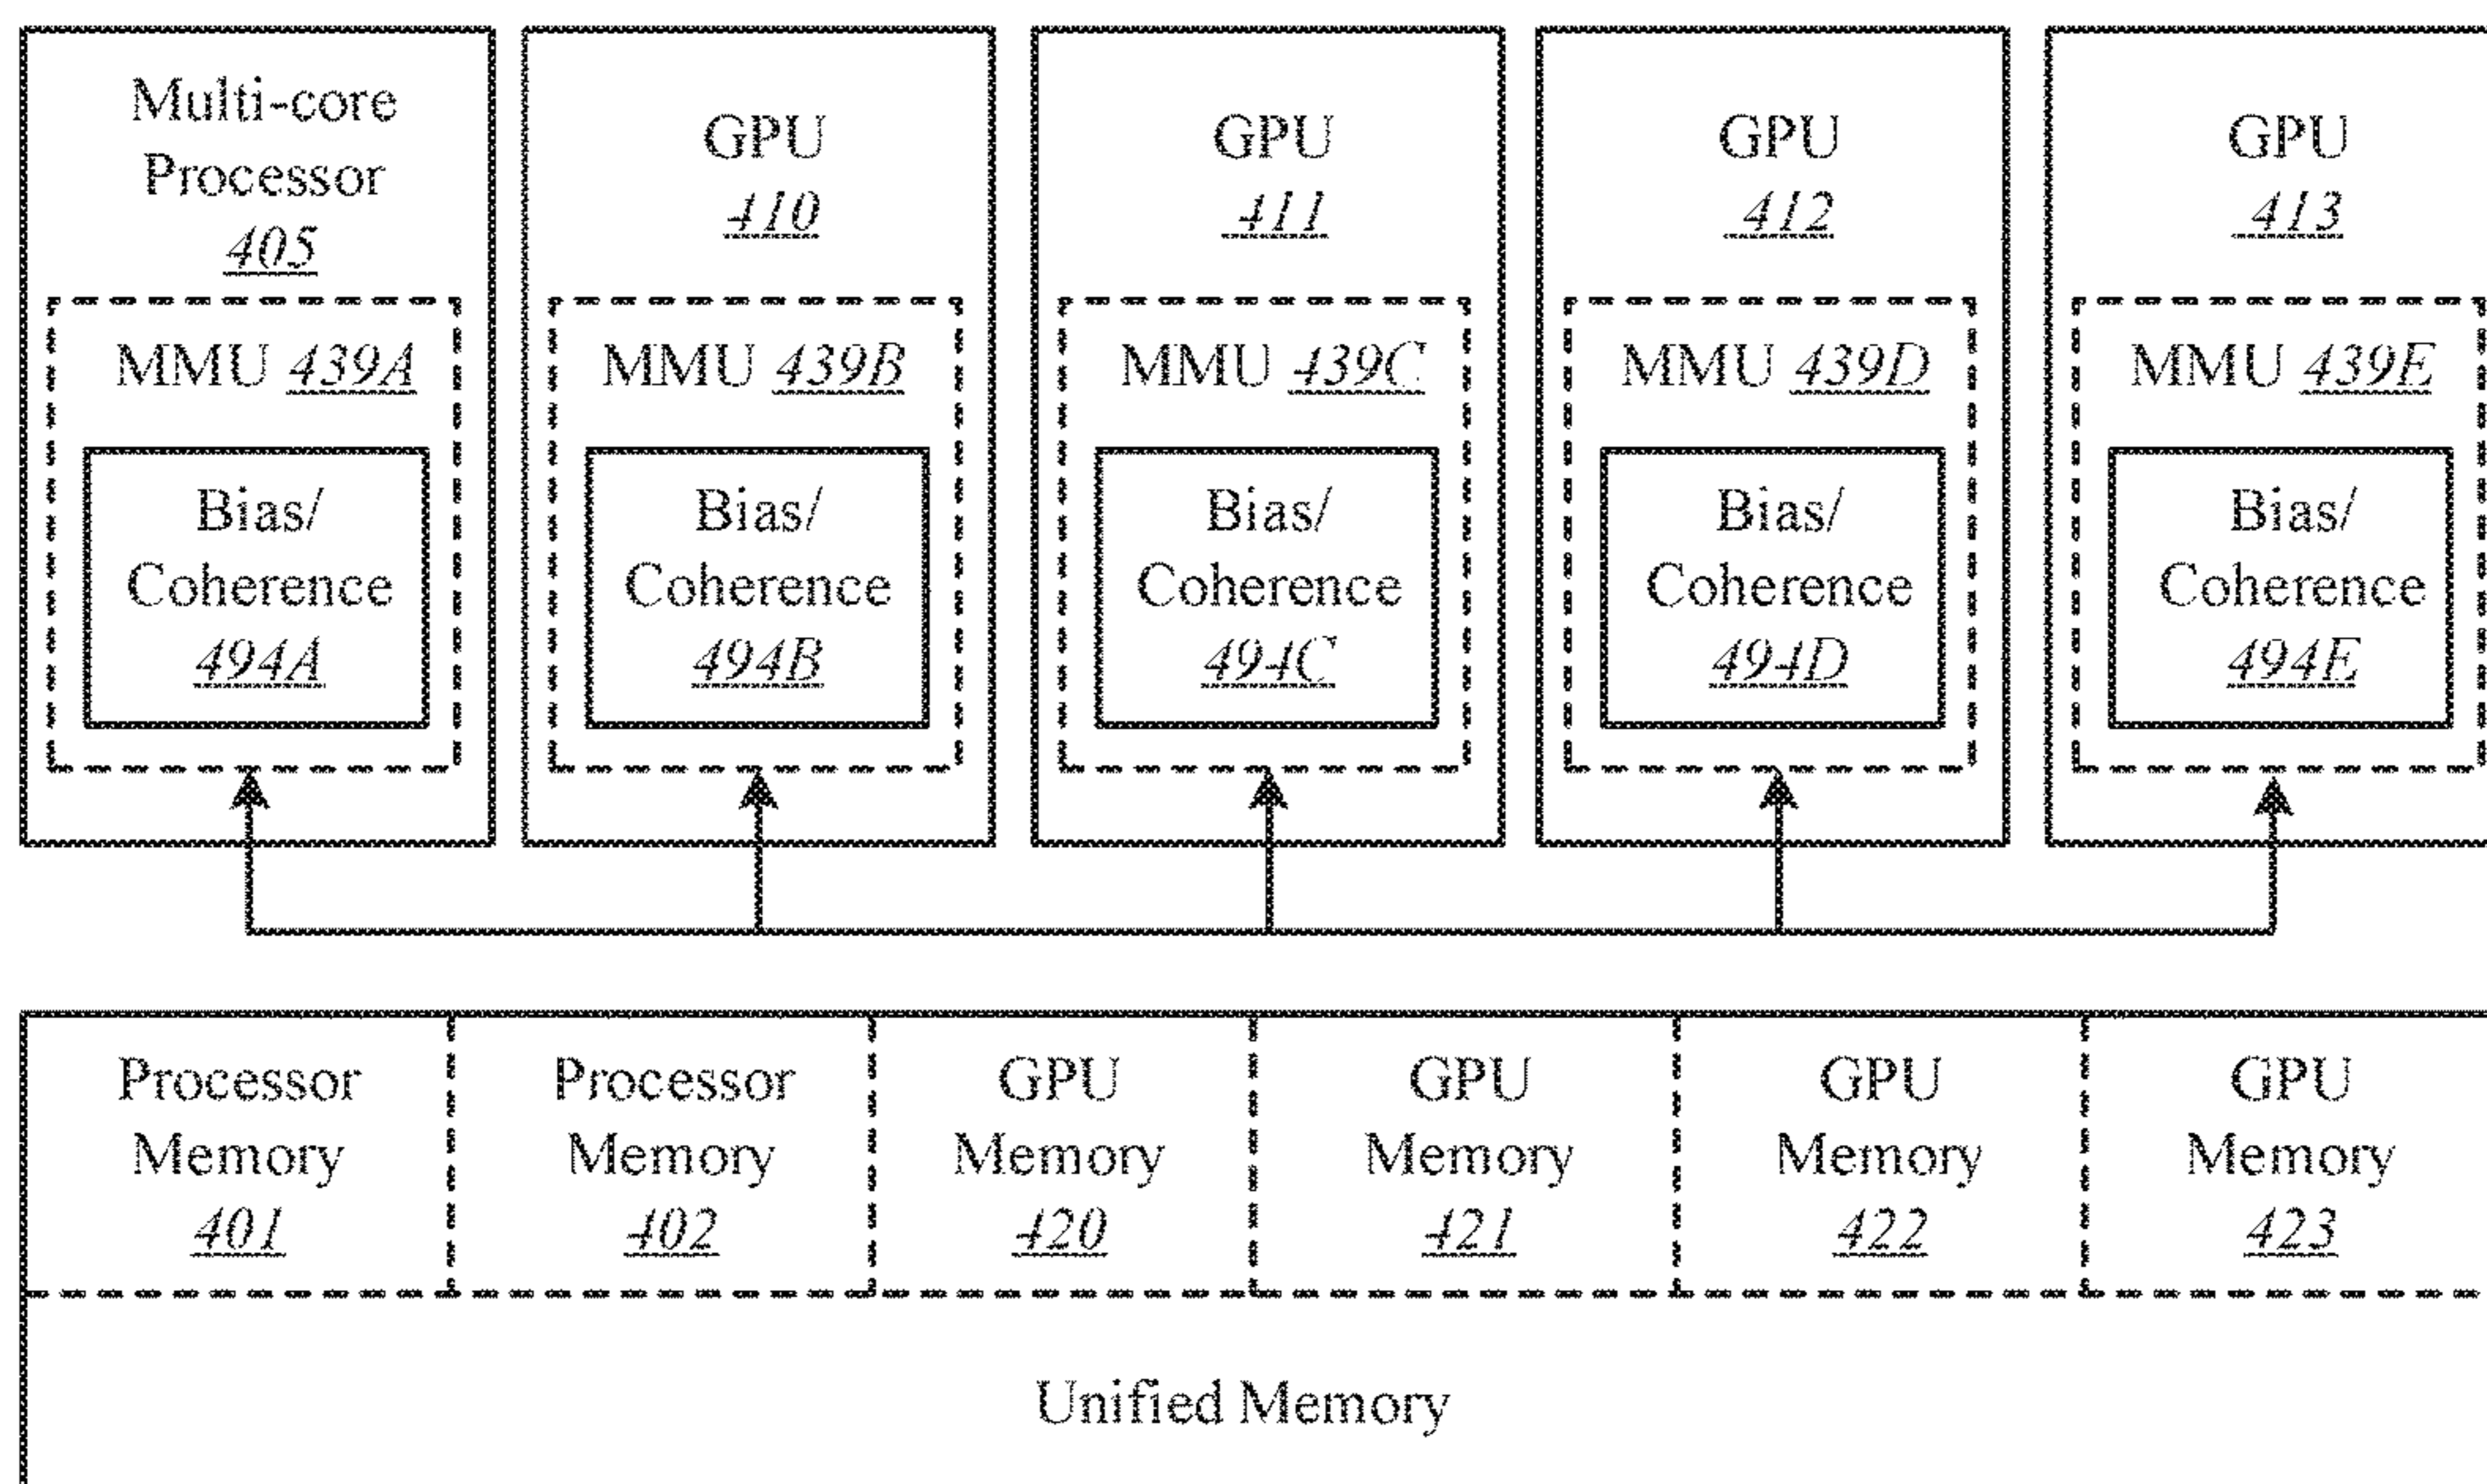 Multi-core
Processor
405
MMU 439A
Bias/
Coherence
494A
GPU
410
MMU 439B
Bias/
Coherence
494B
GPU
411
MMU 439C
Bias/
Coherence
494C
GPU
412
MMU 439D
Bias/
Coherence
494D
GPU
413
MMU 439E
Bias/
Coherence
494E
Processor
Memory
401
Processor
Memory
402
GPU
Memory
420
GPU
Memory
421
GPU
Memory
422
GPU
Memory
423
Unified Memory